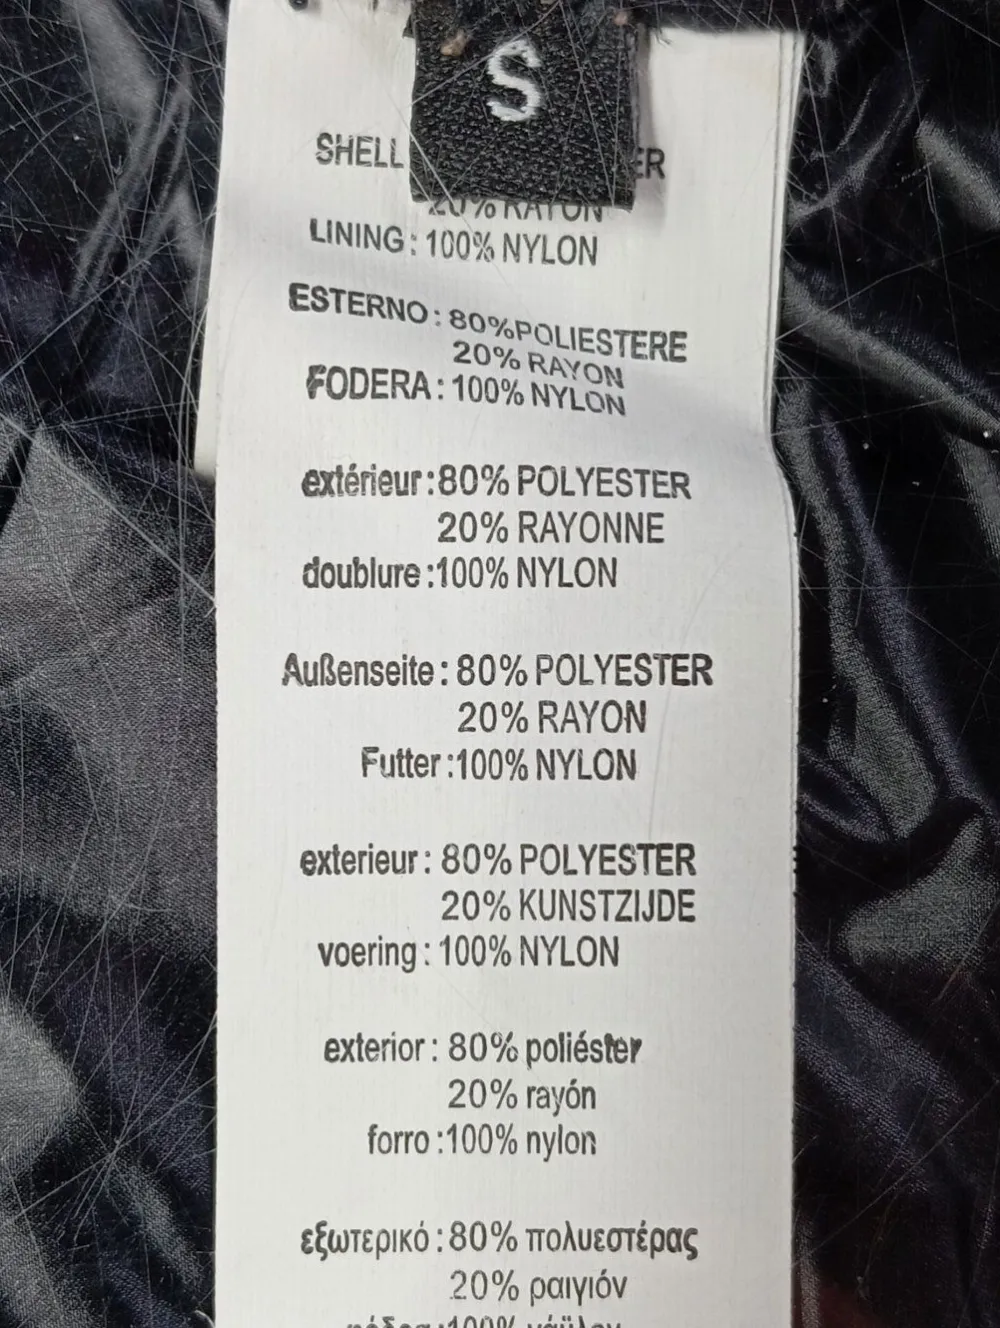 S
SHELL
20% RAYON
LINING: 100% NYLON
ESTERNO: 80%POLIESTERE
20% RAYON
FODERA: 100% NYLON
extérieur:80% POLYESTER
20% RAYONNE
doublure:100% NYLON
Außenseite: 80% POLYESTER
20% RAYON
Futter:100% NYLON
exterieur: 80% POLYESTER
20% KUNSTZIJDE
voering: 100% NYLON
exterior: 80% poliéster
20% rayón
forro:100% nylon
εξωτερικό:80% πολυεστέρας
20% ραιγιόν